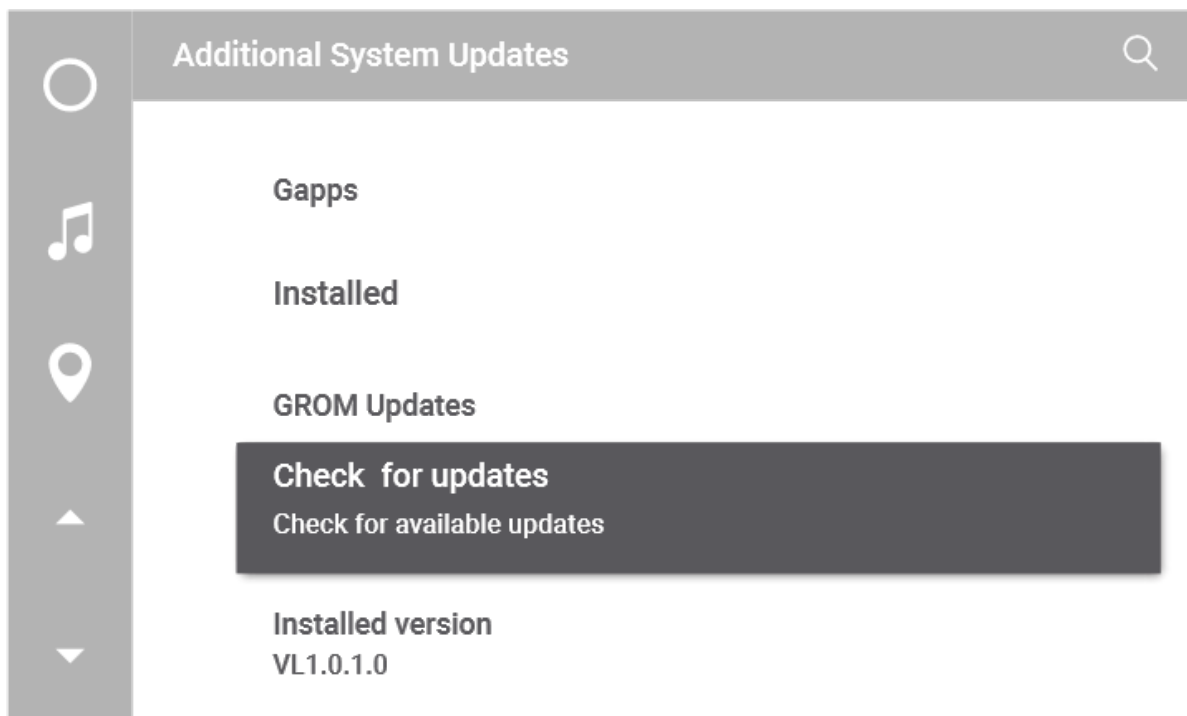 Additional System Updates
Gapps
Installed
GROM Updates
Check for updates
Check for available updates
Installed version
VL1.0.1.0